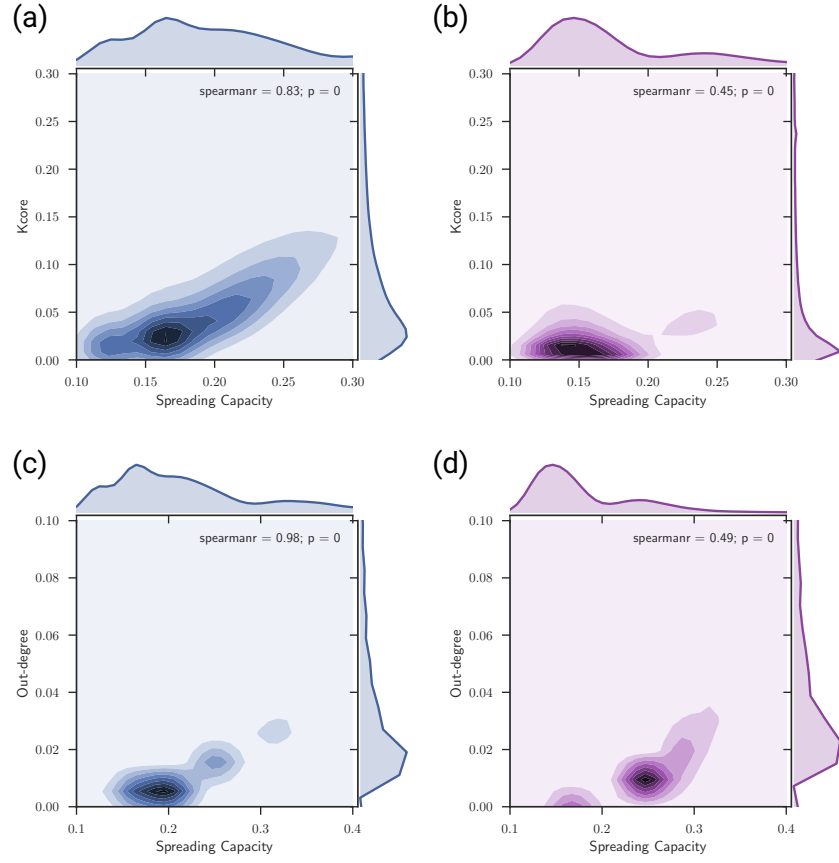 (a)
(b)
spearmanr = 0.83; p = 0
spearmanr = 0.45; p = 0
0.30
0.25
0.20
0.15
0.10
0.05
0.00
Kcore
0.10
0.15
0.20
0.25
0.30
Spreading Capacity
0.30
0.25
0.20
0.15
0.10
0.05
0.00
Kcore
0.10
0.15
0.20
0.25
0.30
Spreading Capacity
(c)
(d)
spearmanr = 0.98; p = 0
spearmanr = 0.49; p = 0
0.10
0.08
0.06
0.04
0.02
0.00
Out-degree
0.1
0.2
0.3
0.4
Spreading Capacity
0.10
0.08
0.06
0.04
0.02
0.00
Out-degree
0.1
0.2
0.3
0.4
Spreading Capacity